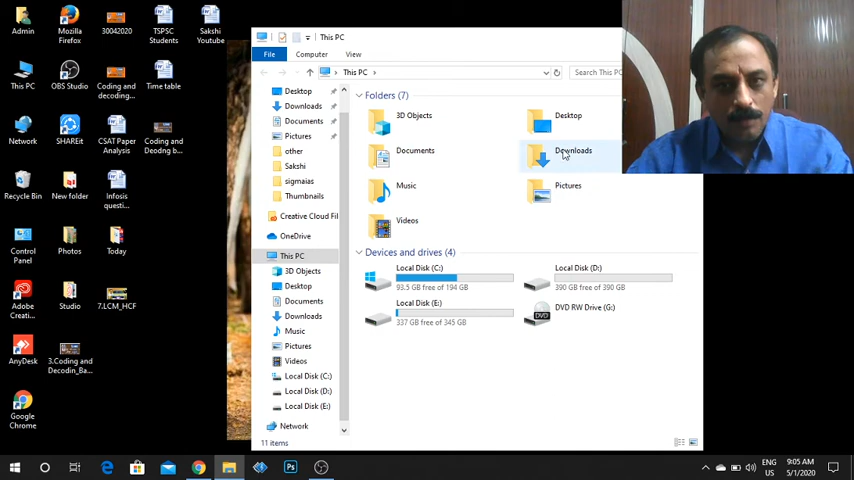 Admin
Mozilla
Firefox
30042020
TSPSC
Students
Sakshi
Youtube
This PC
OBS Studio
Coming and
decoding...
Time table
Network
SHAREit
CSAT Paper
Analysis
Coding and
Deodng b...
Recycle Bin
New folder
Infosis
questi...
Control
Panel
Photos
Today
Adobe
Creati...
Studio
7.LCM_HCF
AnyDesk
3.Coding and
Decodin_Ba...
Google
Chrome
This PC
File
Computer
View
This PC
Search This PC
Desktop
Downloads
Documents
Pictures
other
Sakshi
sigmaias
Thumbnails
Creative Cloud Fil
OneDrive
This PC
3D Objects
Desktop
Documents
Downloads
Music
Pictures
Videos
Local Disk (C:)
Local Disk (D:)
Local Disk (E:)
Network
Folders (7)
3D Objects
Desktop
Documents
Downloads
Music
Pictures
Videos
Devices and drives (4)
Local Disk (C:)
93.5 GB free of 194 GB
Local Disk (D:)
390 GB free of 390 GB
Local Disk (E:)
337 GB free of 345 GB
DVD RW Drive (G:)
DVD
11 items
Ps
ENG
US
9:05 AM
5/1/2020